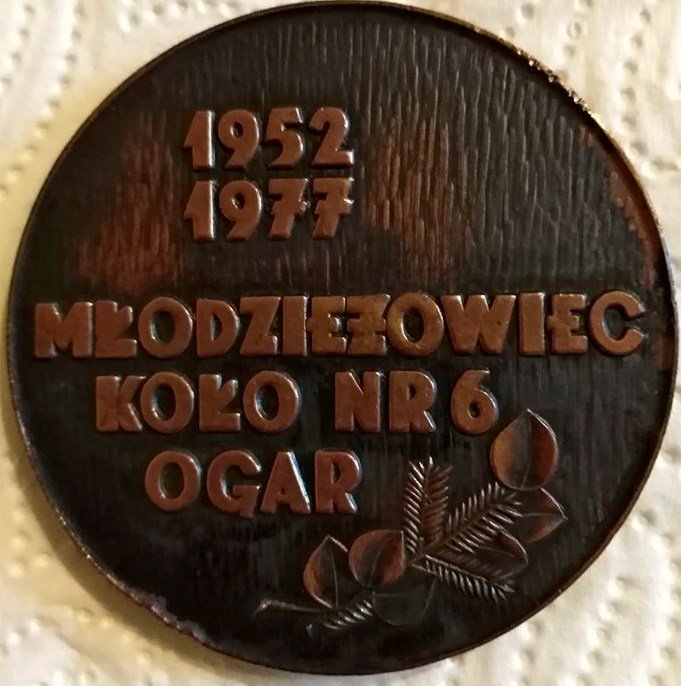 1952
1977
MŁODZIEŻOWIEC
KOŁO NR 6
OGAR